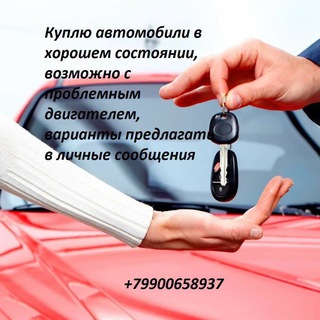 Куплю автомобили в
хорошем состоянии,
возможно с
проблемным
двигателем,
варианты предлагат
в личные сообщения
+79900658937